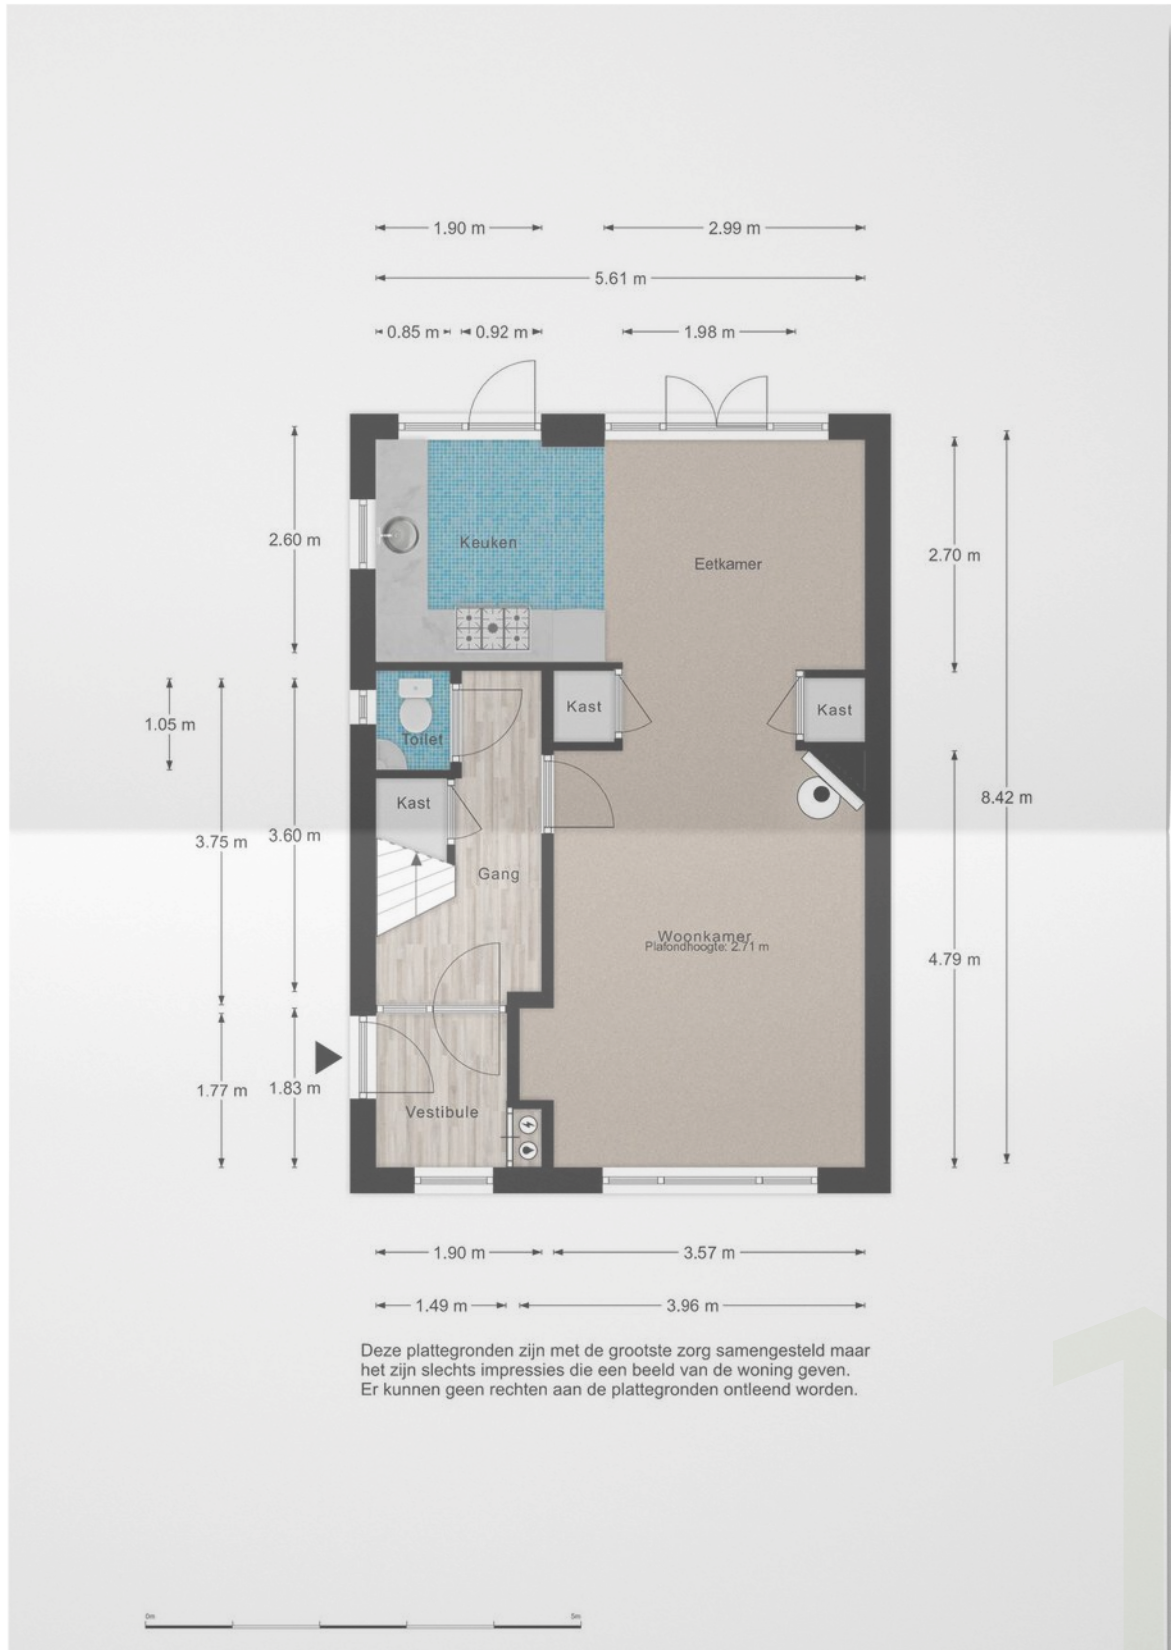 1.90 m
2.99 m
5.61 m
0.85 m
0.92 m
1.98 m
2.60 m
Keuken
Eetkamer
2.70 m
1.05 m
Toilet
Kast
Kast
Kast
8.42 m
3.75 m
3.60 m
Gang
Woonkamer
Plafondhoogte: 2.71 m
4.79 m
1.77 m
1.83 m
Vestibule
1.90 m
3.57 m
1.49 m
3.96 m
Deze plattegronden zijn met de grootste zorg samengesteld maar
het zijn slechts impressies die een beeld van de woning geven.
Er kunnen geen rechten aan de plattegronden ontleend worden.
1
0m
5m